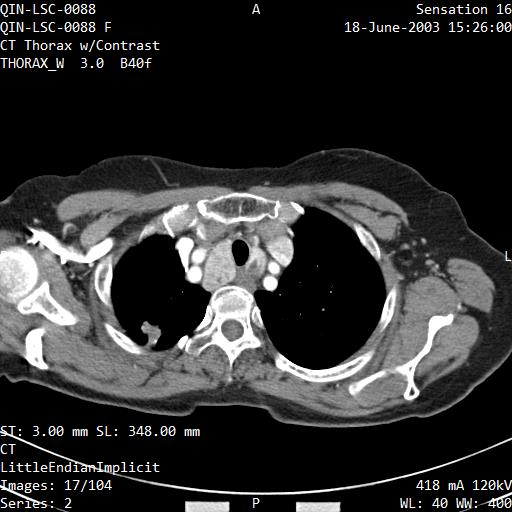 QIN-LSC-0088
A
Sensation 16
QIN-LSC-0088 F
18-June-2003 15:26:00
CT Thorax w/Contrast
THORAX_W 3.0 B40f
L
ST: 3.00 mm SL: 348.00 mm
CT
LittleEndianImplicit
Images: 17/104
418 mA 120kV
Series: 2
P
WL: 40 WW: 400